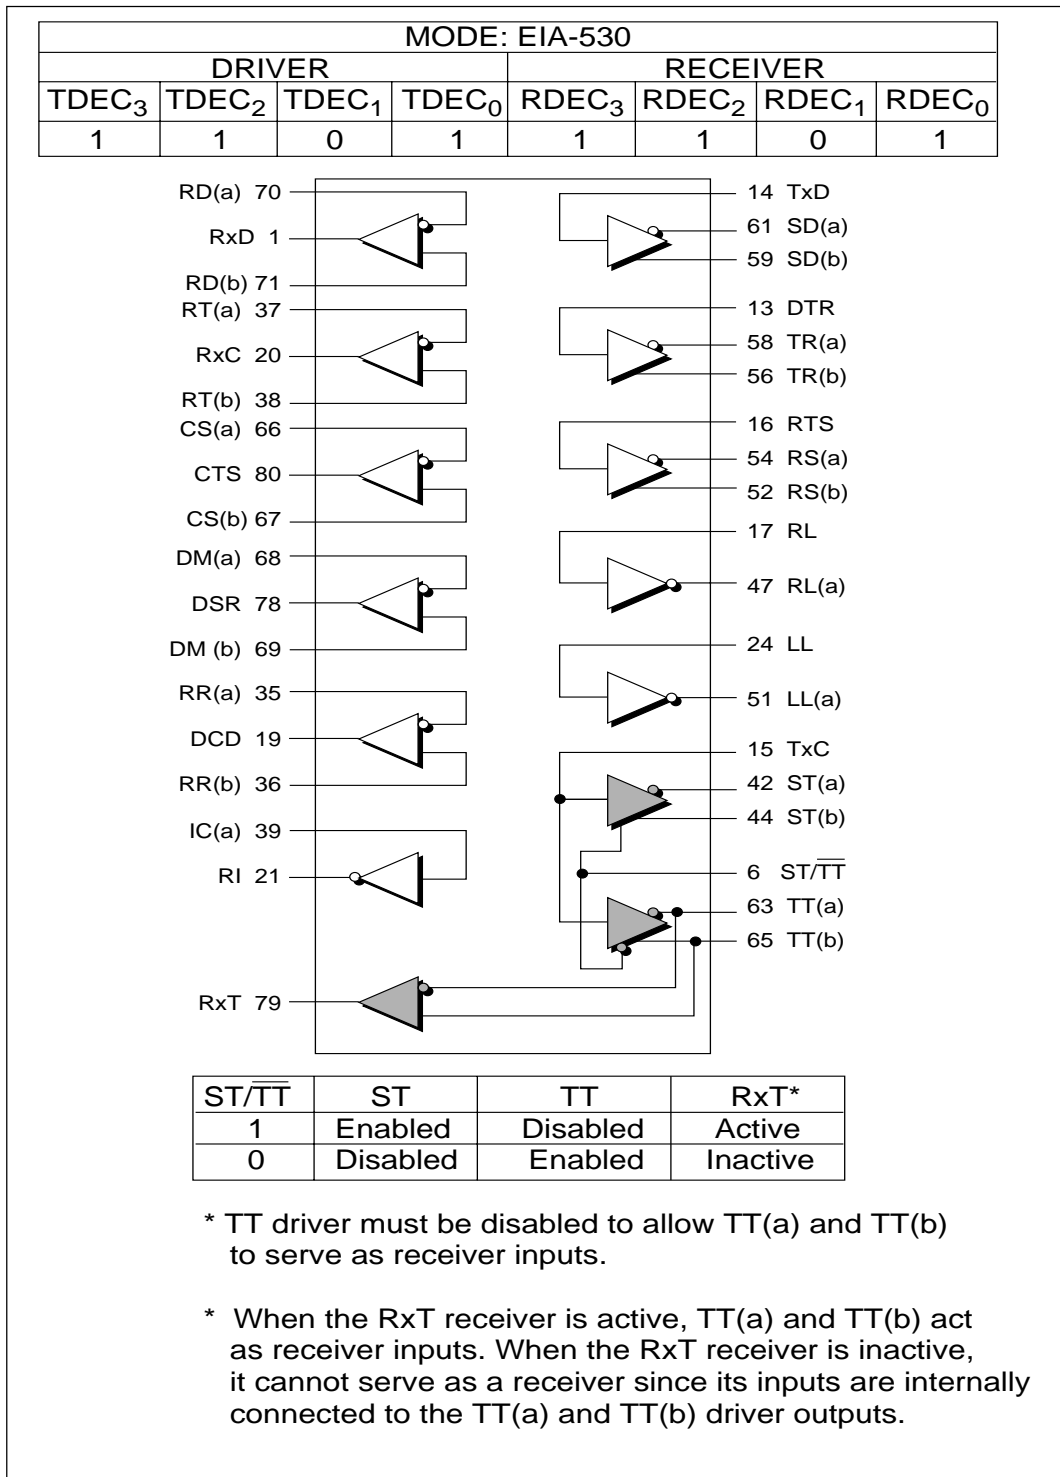 MODE: EIA-530
DRIVER RECEIVER
TDEC3 TDEC2 TDEC1 TDEC0 RDEC3 RDEC2 RDEC1 RDEC0
1 1 0 1 1 1 0 1
RD(a) 70
RxD 1
RD(b) 71
RT(a) 37
RxC 20
RT(b) 38
CS(a) 66
CTS 80
CS(b) 67
DM(a) 68
DSR 78
DM (b) 69
RR(a) 35
DCD 19
RR(b) 36
IC(a) 39
RI 21
RxT 79
14 TxD
61 SD(a)
59 SD(b)
13 DTR
58 TR(a)
56 TR(b)
16 RTS
54 RS(a)
52 RS(b)
17 RL
47 RL(a)
24 LL
51 LL(a)
15 TxC
42 ST(a)
44 ST(b)
6 ST/T̅T̅
63 TT(a)
65 TT(b)
ST/T̅T̅ ST TT RxT*
1 Enabled Disabled Active
0 Disabled Enabled Inactive
* TT driver must be disabled to allow TT(a) and TT(b)
to serve as receiver inputs.
* When the RxT receiver is active, TT(a) and TT(b) act
as receiver inputs. When the RxT receiver is inactive,
it cannot serve as a receiver since its inputs are internally
connected to the TT(a) and TT(b) driver outputs.